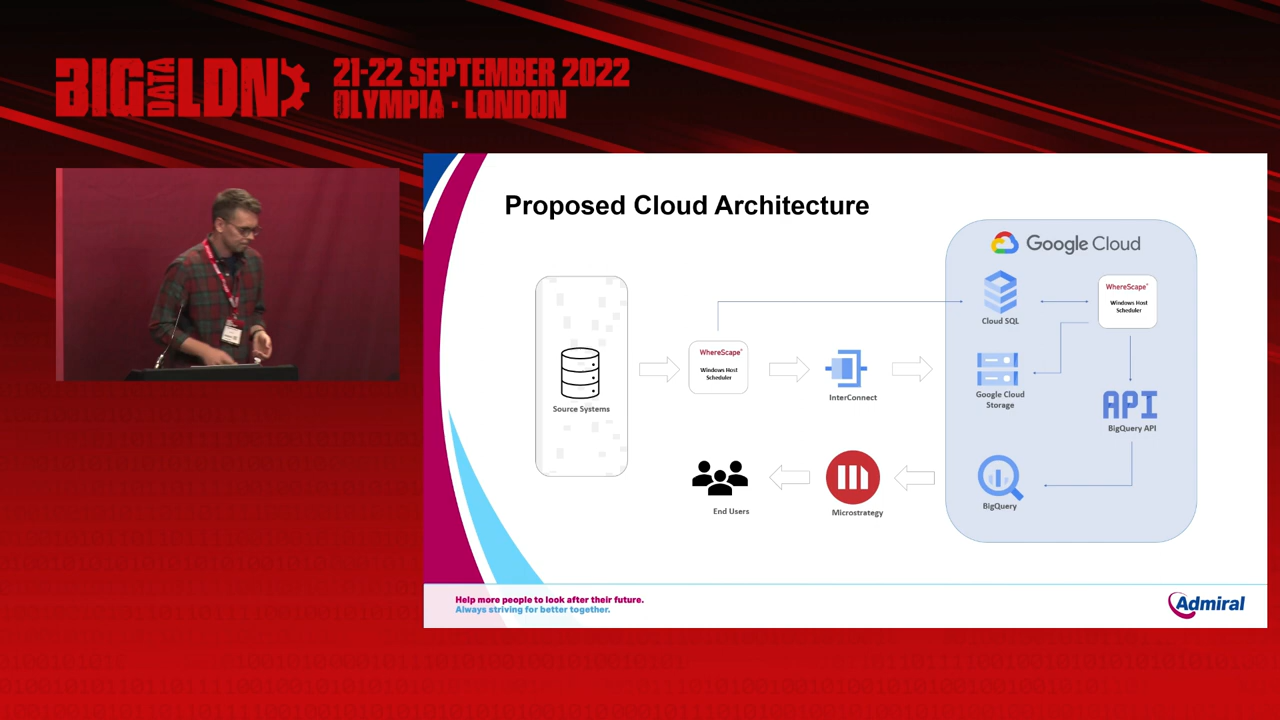 BIG DATA LDN
21-22 SEPTEMBER 2022
OLYMPIA · LONDON
Proposed Cloud Architecture
Google Cloud
Cloud SQL
WhereScape
Windows Host
Scheduler
Source Systems
WhereScape
Windows Host
Scheduler
InterConnect
Google Cloud
Storage
API
BigQuery API
End Users
Microstrategy
BigQuery
Help more people to look after their future.
Always striving for better together.
Admiral